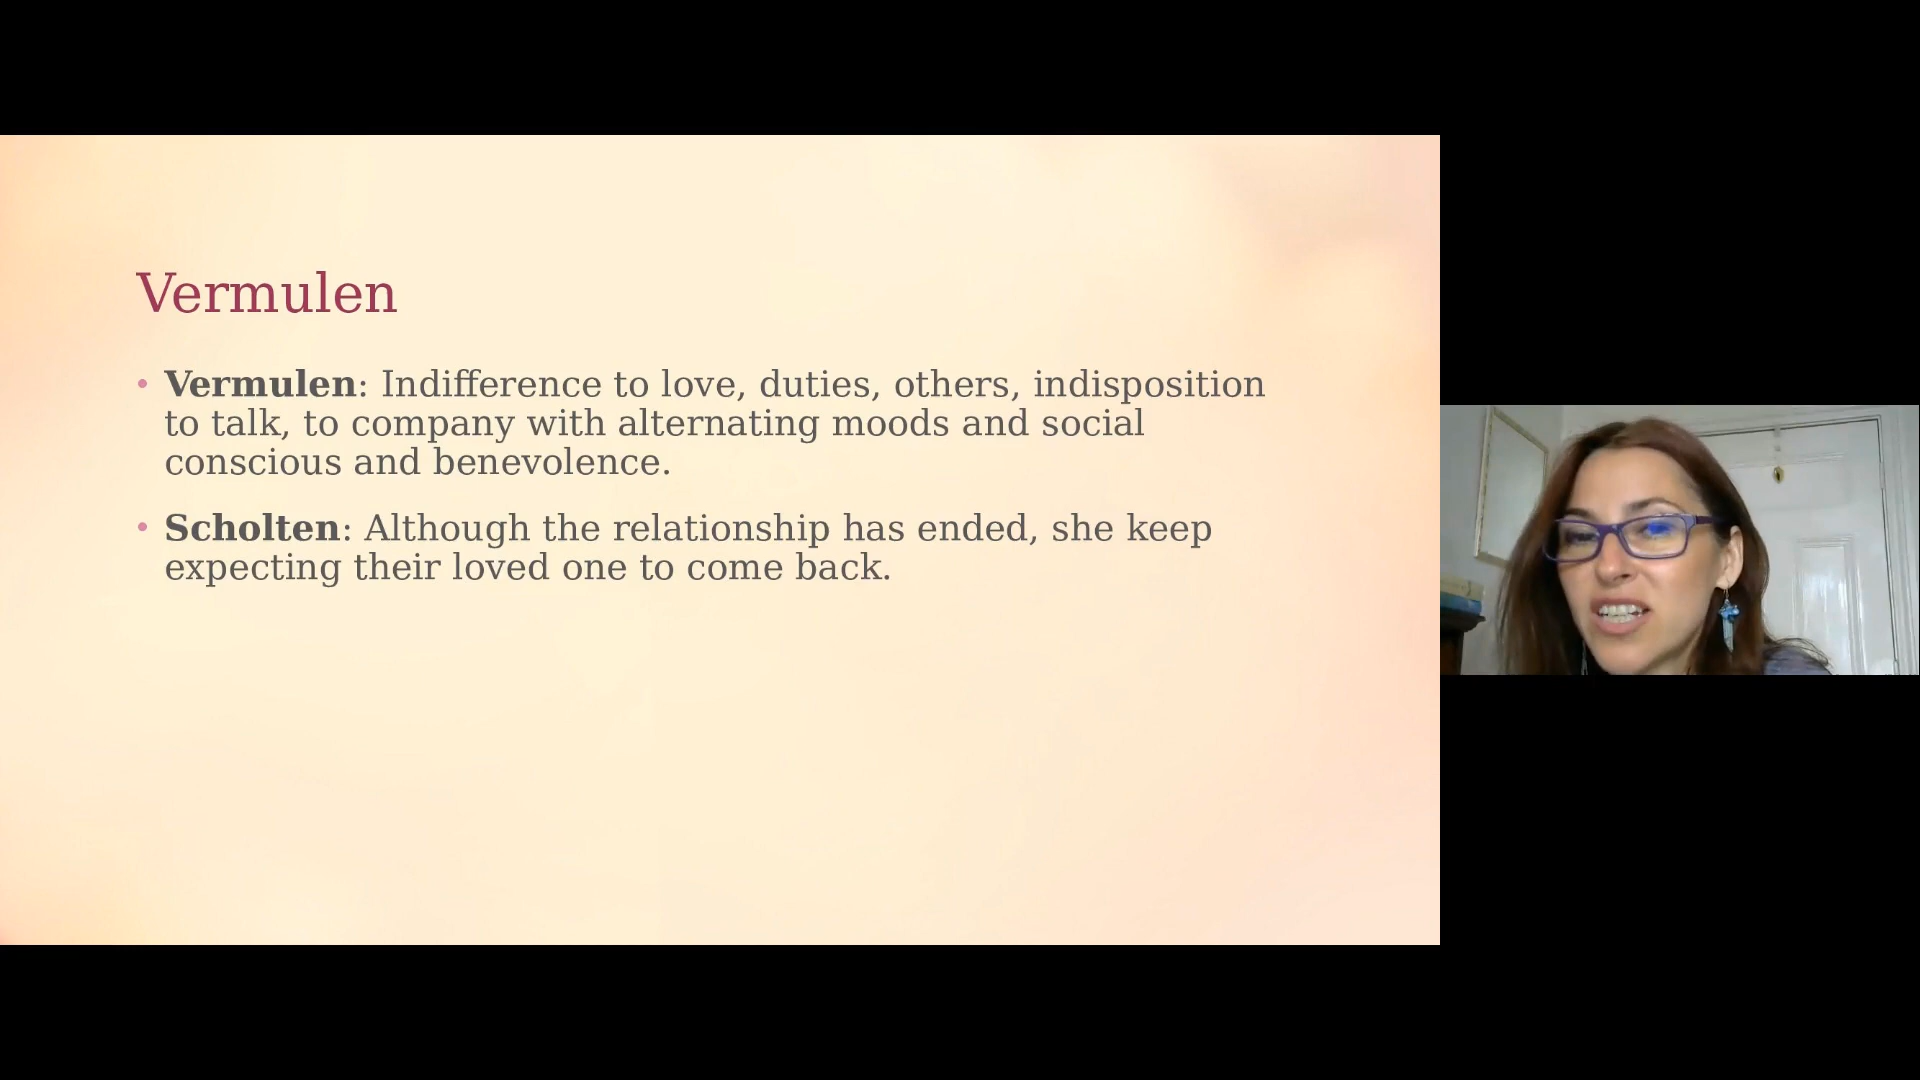 Vermulen
• Vermulen: Indifference to love, duties, others, indisposition
to talk, to company with alternating moods and social
conscious and benevolence.
• Scholten: Although the relationship has ended, she keep
expecting their loved one to come back.